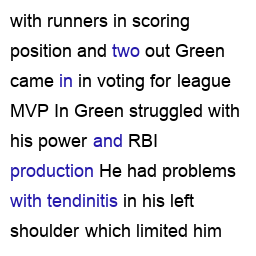 with runners in scoring
position and two out Green
came in in voting for league
MVP In Green struggled with
his power and RBI
production He had problems
with tendinitis in his left
shoulder which limited him